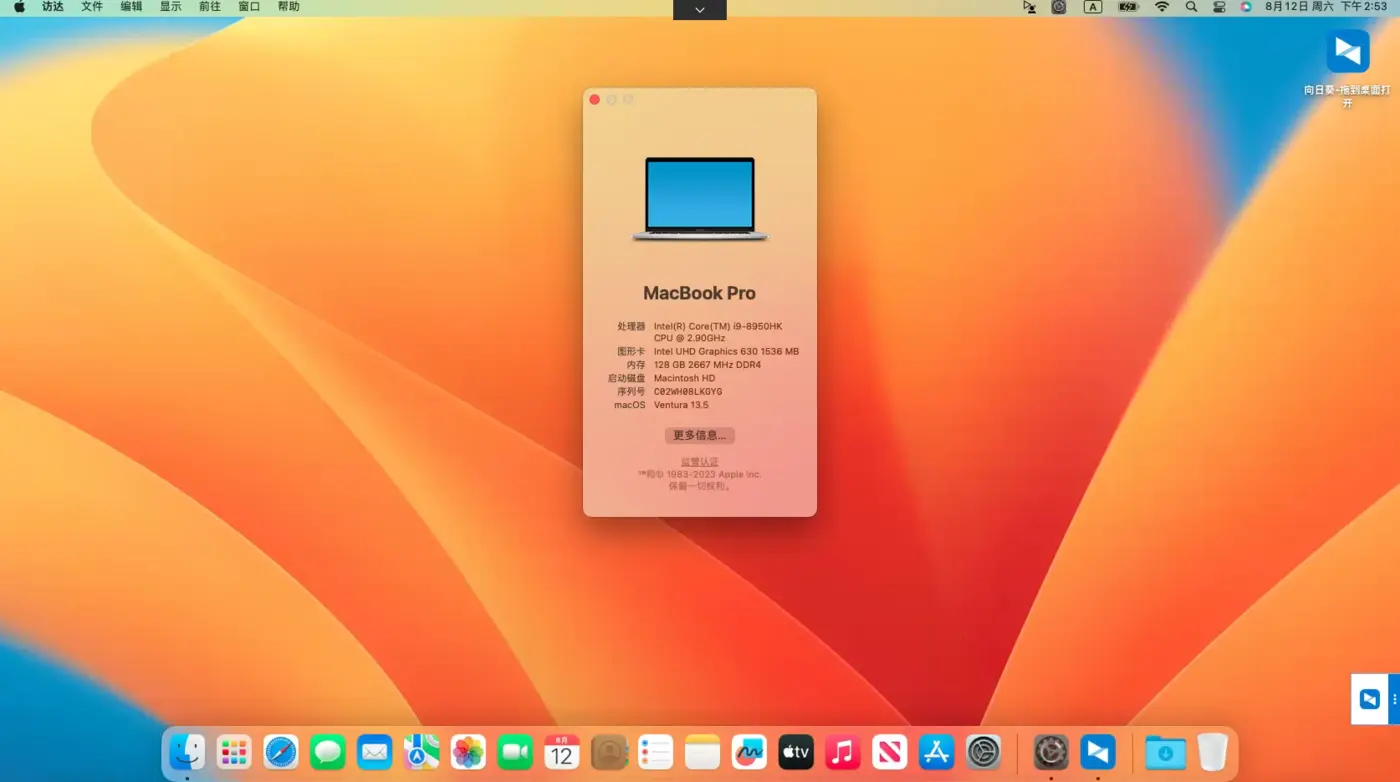 访达 文件 编辑 显示 前往 窗口 帮助
A
8月12日 周六 下午2:53
向日葵-拖到桌面打
开
MacBook Pro
处理器 Intel(R) Core(TM) i9-8950HK
CPU @ 2.90GHz
图形卡 Intel UHD Graphics 630 1536 MB
内存 128 GB 2667 MHz DDR4
启动磁盘 Macintosh HD
序列号 C02WH08LKGYG
macOS Ventura 13.5
更多信息...
监管认证
™和© 1983-2023 Apple Inc.
保留一切权利。
8月
12
tv